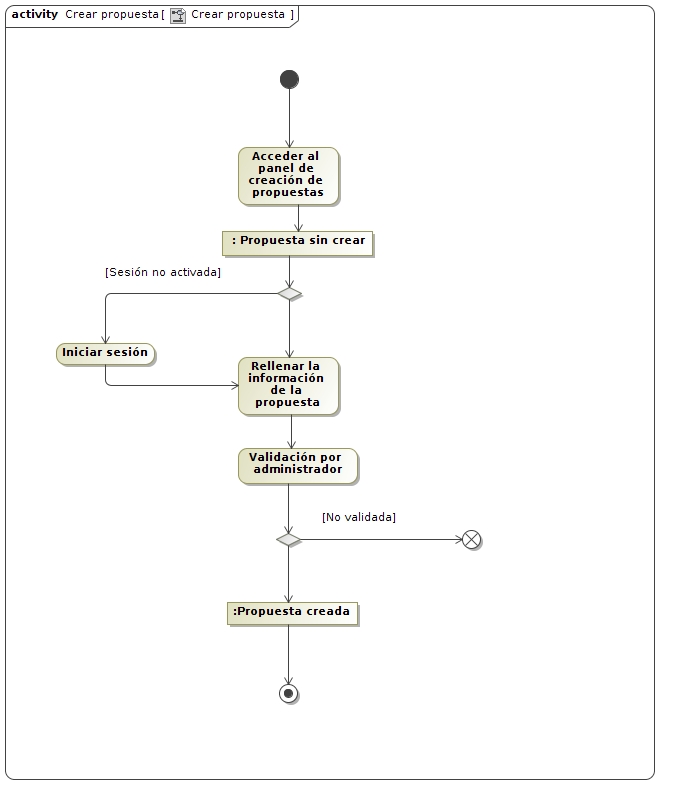 activity Crear propuesta[ Crear propuesta ]
Acceder al
panel de
creación de
propuestas
: Propuesta sin crear
[Sesión no activada]
Iniciar sesión
Rellenar la
información
de la
propuesta
Validación por
administrador
[No validada]
:Propuesta creada